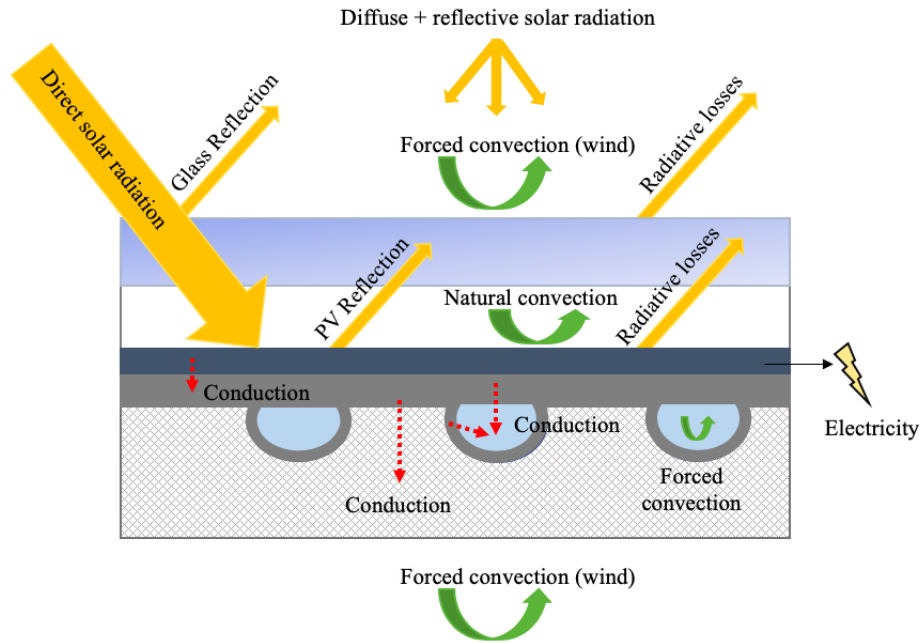 Diffuse + reflective solar radiation
Direct solar
radiation
Glass Reflection
Forced convection (wind)
Radiative losses
PV Reflection
Natural convection
Radiative losses
Conduction
Conduction
Electricity
Conduction
Forced
convection
Forced convection (wind)